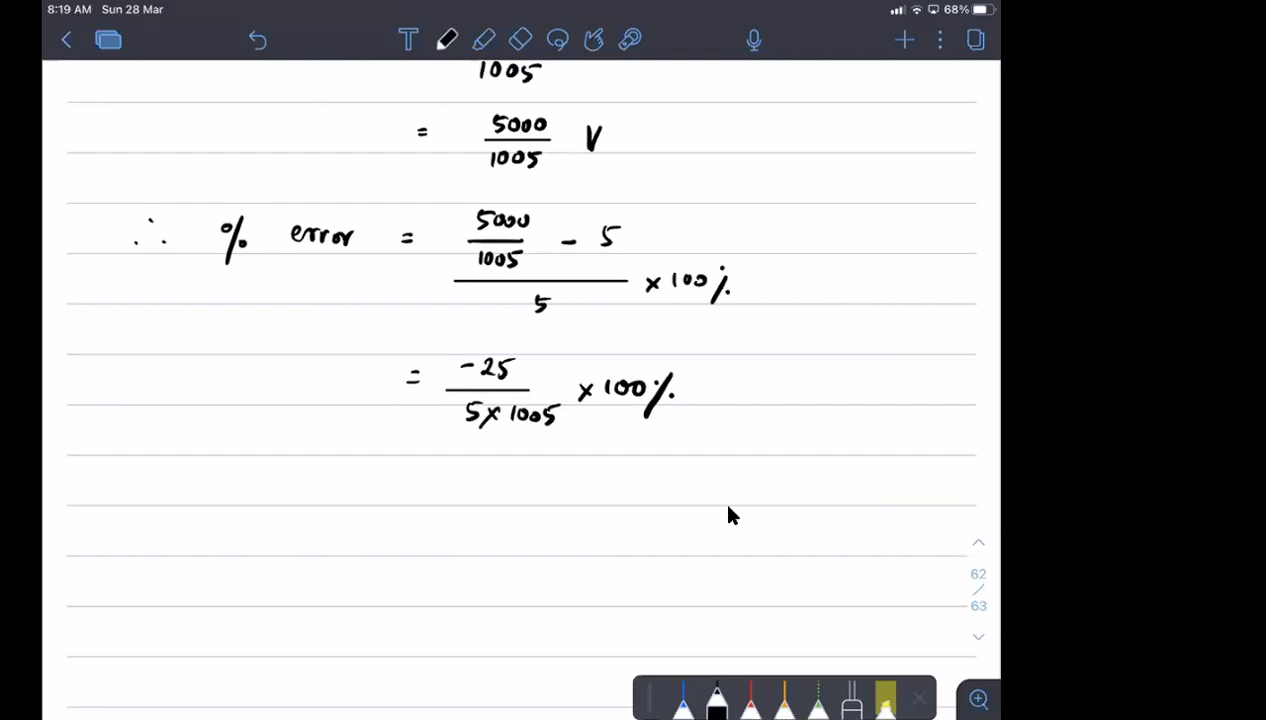 8:19 AM Sun 28 Mar 68%
T
1005
= 5000/1005 V
∴ % error = (5000/1005 - 5)/5 × 100%
= -25/(5×1005) × 100%
62
/
63